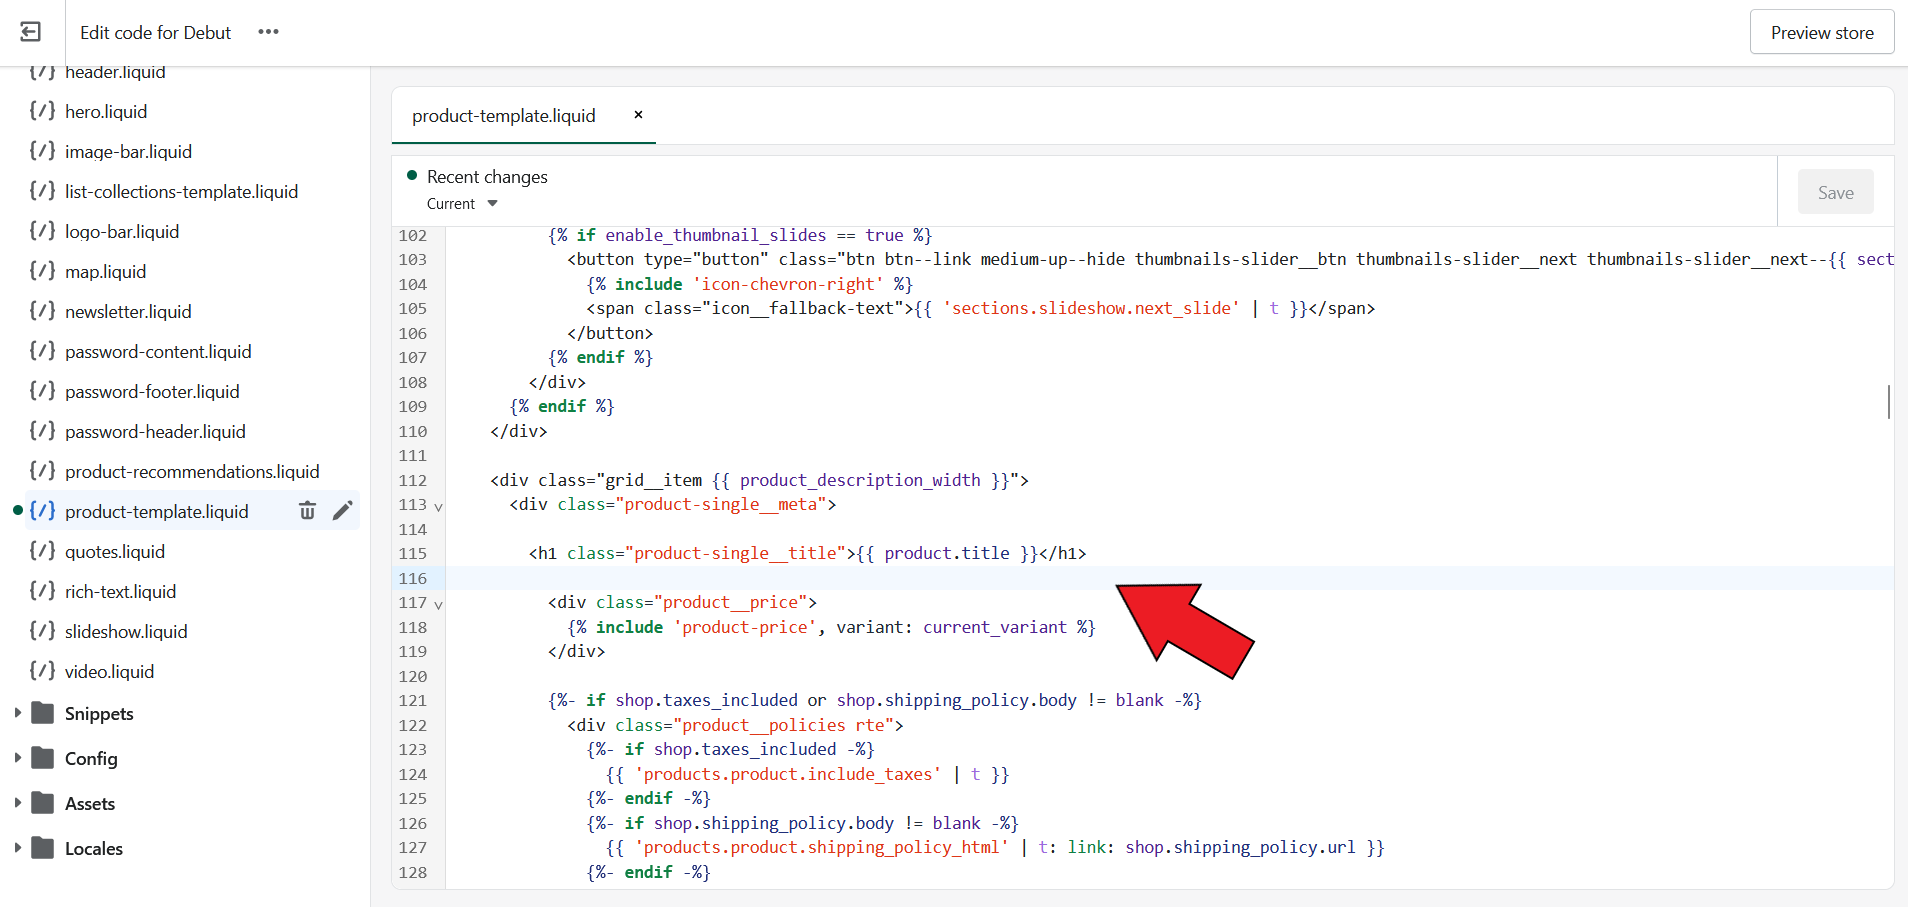 Edit code for Debut
Preview store
header.liquid
hero.liquid
image-bar.liquid
list-collections-template.liquid
logo-bar.liquid
map.liquid
newsletter.liquid
password-content.liquid
password-footer.liquid
password-header.liquid
product-recommendations.liquid
product-template.liquid
quotes.liquid
rich-text.liquid
slideshow.liquid
video.liquid
Snippets
Config
Assets
Locales
product-template.liquid ×
Recent changes
Current
Save
102 {% if enable_thumbnail_slides == true %}
103 <button type="button" class="btn btn--link medium-up--hide thumbnails-slider__btn thumbnails-slider__next thumbnails-slider__next--{{ sect
104 {% include 'icon-chevron-right' %}
105 <span class="icon__fallback-text">{{ 'sections.slideshow.next_slide' | t }}</span>
106 </button>
107 {% endif %}
108 </div>
109 {% endif %}
110 </div>
111
112 <div class="grid__item {{ product_description_width }}">
113 <div class="product-single__meta">
114
115 <h1 class="product-single__title">{{ product.title }}</h1>
116
117 <div class="product__price">
118 {% include 'product-price', variant: current_variant %}
119 </div>
120
121 {%- if shop.taxes_included or shop.shipping_policy.body != blank -%}
122 <div class="product__policies rte">
123 {%- if shop.taxes_included -%}
124 {{ 'products.product.include_taxes' | t }}
125 {%- endif -%}
126 {%- if shop.shipping_policy.body != blank -%}
127 {{ 'products.product.shipping_policy_html' | t: link: shop.shipping_policy.url }}
128 {%- endif -%}